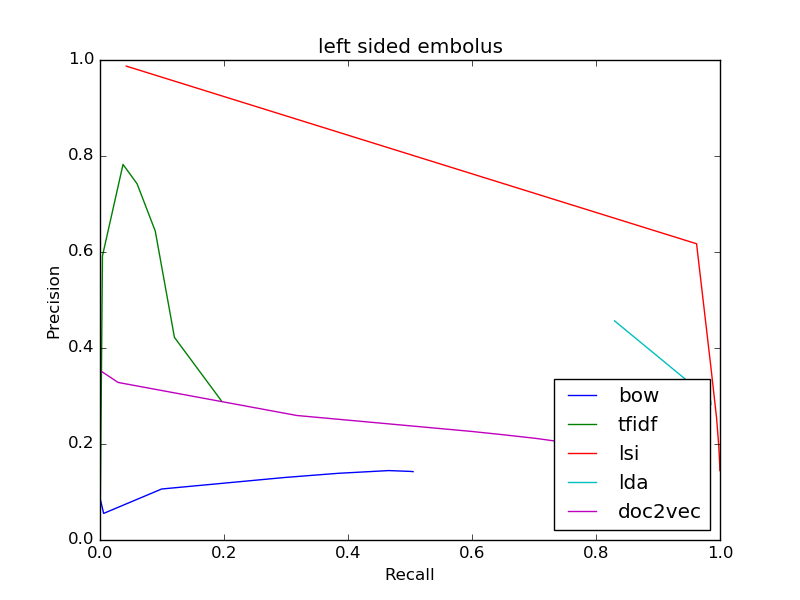 left sided embolus
1.0
0.8
0.6
0.4
0.2
0.0
Precision
bow
tfidf
lsi
lda
doc2vec
0.0 0.2 0.4 0.6 0.8 1.0
Recall